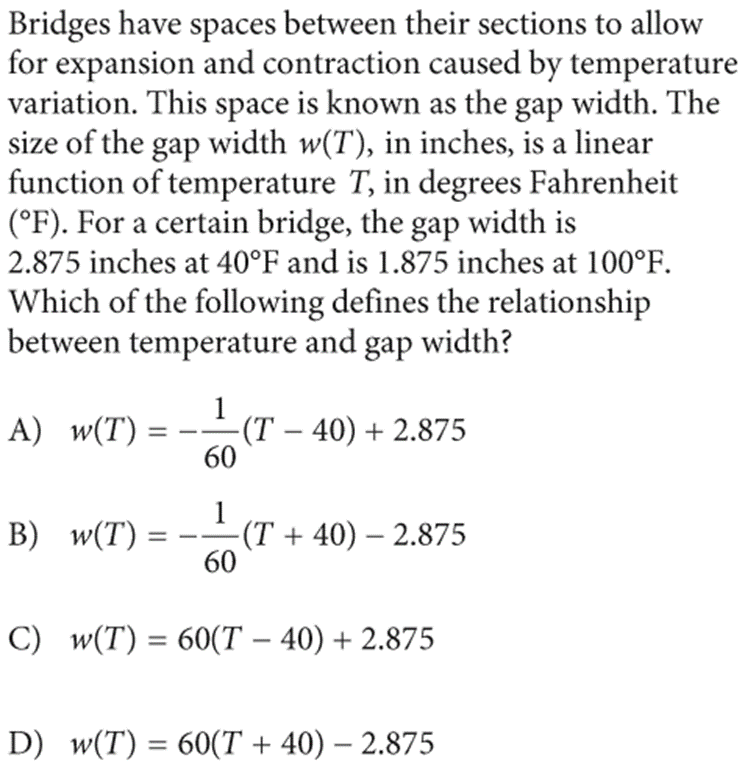 Bridges have spaces between their sections to allow
for expansion and contraction caused by temperature
variation. This space is known as the gap width. The
size of the gap width w(T), in inches, is a linear
function of temperature T, in degrees Fahrenheit
(°F). For a certain bridge, the gap width is
2.875 inches at 40°F and is 1.875 inches at 100°F.
Which of the following defines the relationship
between temperature and gap width?
A) w(T) = −1/60(T − 40) + 2.875
B) w(T) = −1/60(T + 40) − 2.875
C) w(T) = 60(T − 40) + 2.875
D) w(T) = 60(T + 40) − 2.875